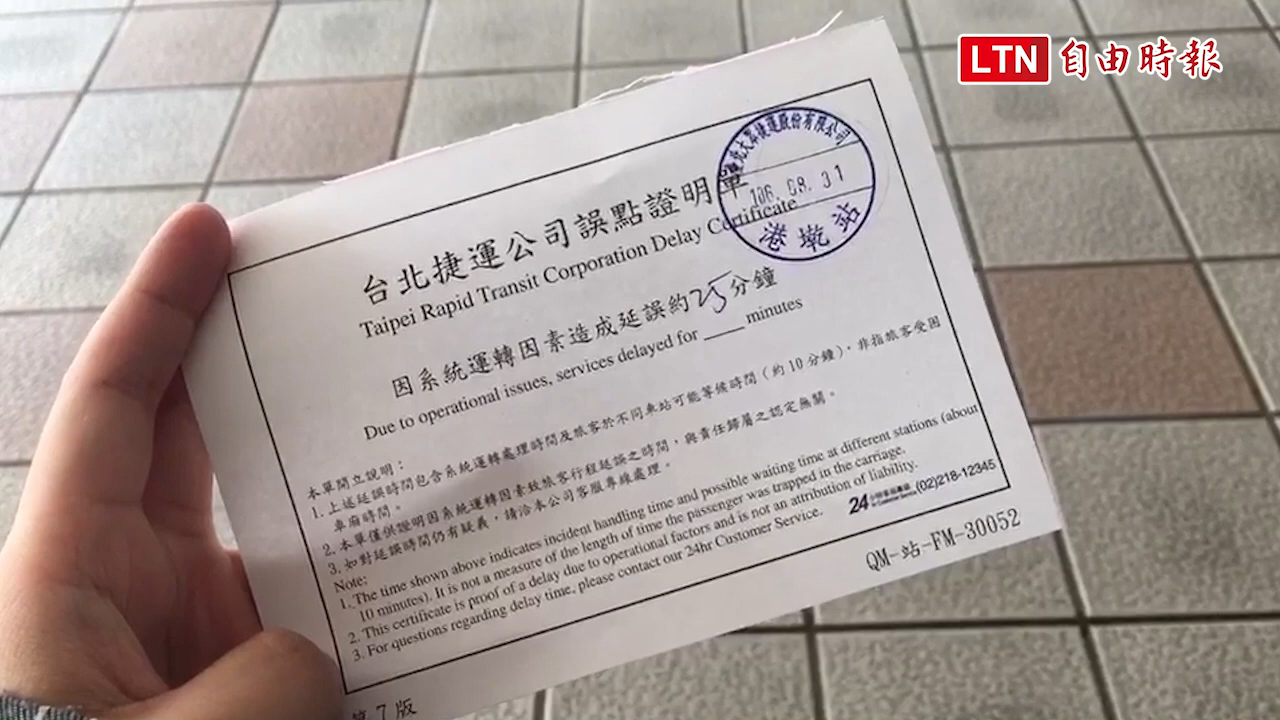 LTN 自由時報
臺北大眾捷運股份有限公司
106.08.31
港墘站
台北捷運公司誤點證明單
Taipei Rapid Transit Corporation Delay Certificate
因系統運轉因素造成延誤約25分鐘
Due to operational issues, services delayed for _____ minutes
本單開立說明：
1. 上述延誤時間包含系統運轉處理時間及旅客於不同車站可能等候時間（約10分鐘），非指旅客受困
車廂時間。
2. 本單僅供證明因系統運轉因素致旅客行程延誤之時間，與責任歸屬之認定無關。
3. 如對延誤時間仍有疑義，請洽本公司客服專線處理。
Note:
1. The time shown above indicates incident handling time and possible waiting time at different stations (about
10 minutes). It is not a measure of the length of time the passenger was trapped in the carriage.
2. This certificate is proof of a delay due to operational factors and is not an attribution of liability.
3. For questions regarding delay time, please contact our 24hr Customer Service.
24小時客服專線 (02)218-12345
QM-站-FM-30052
第7版